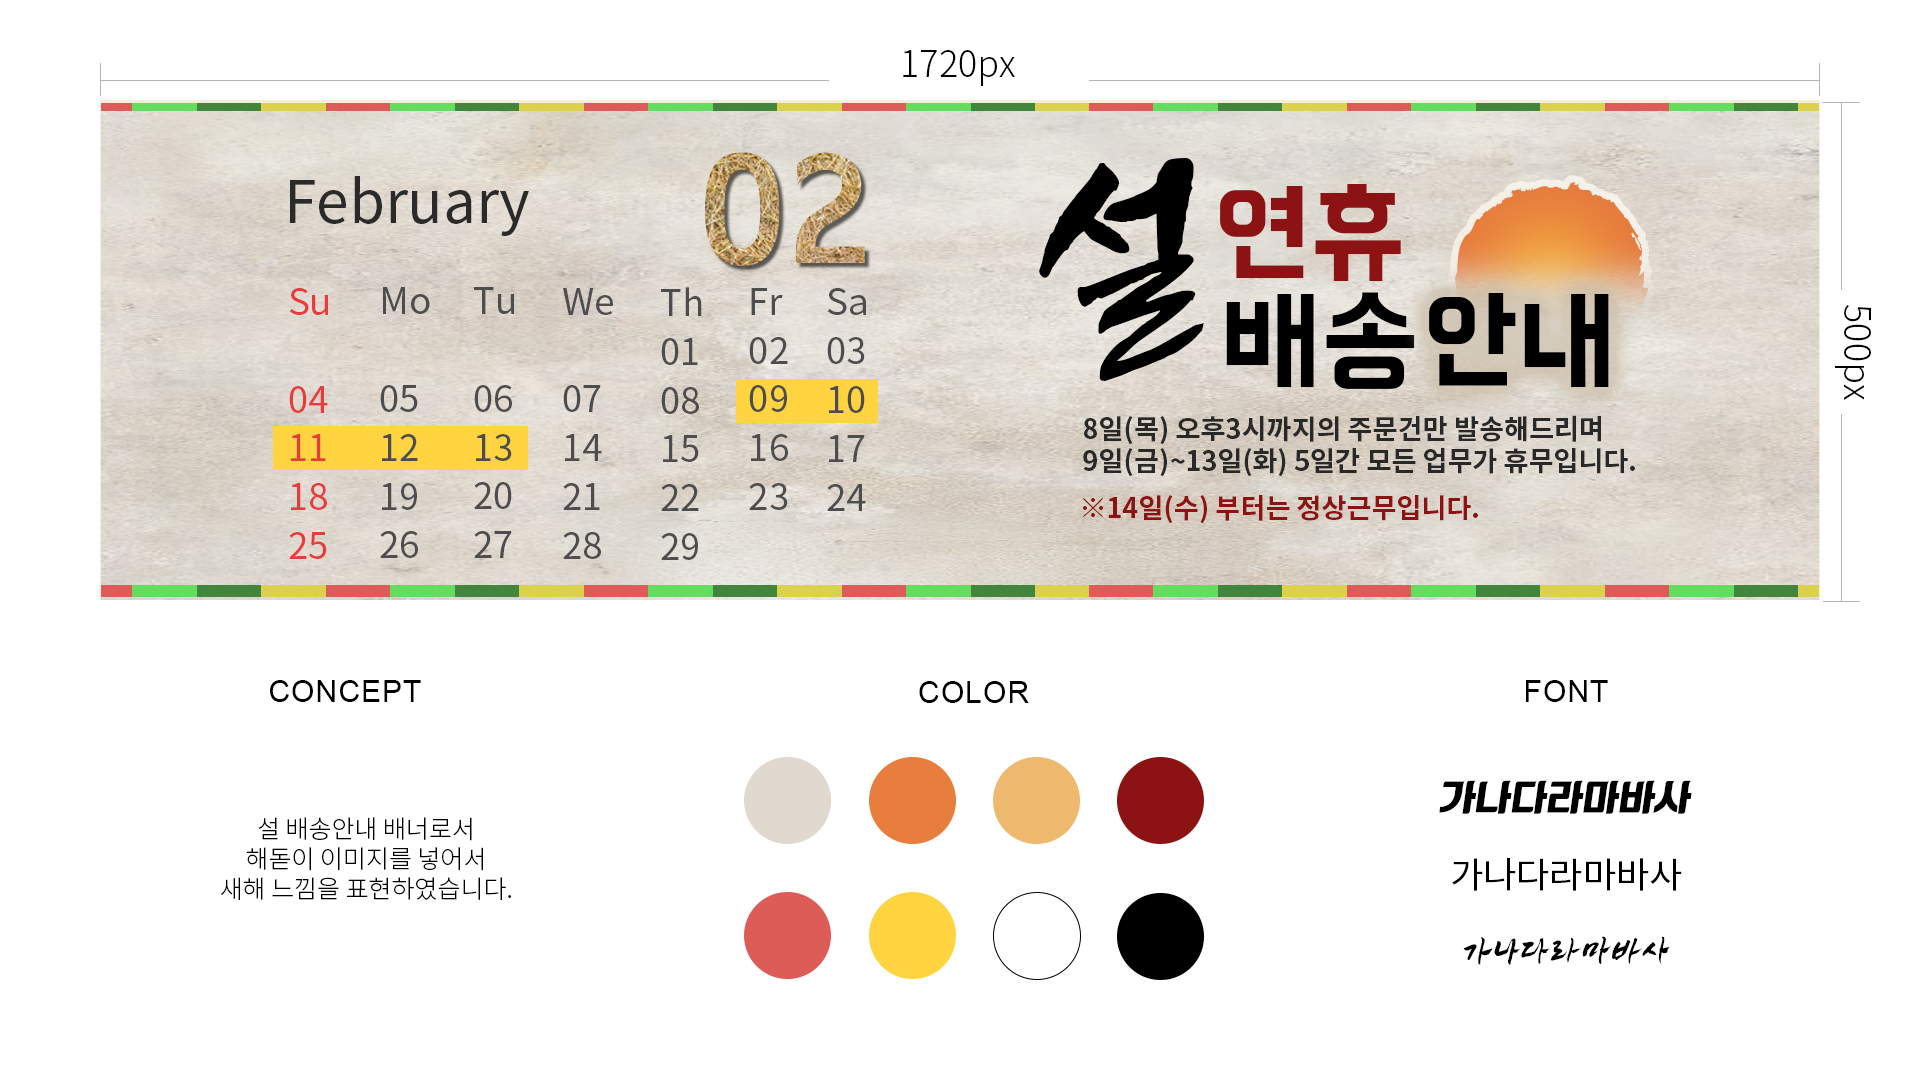 1720px
February 02
Su Mo Tu We Th Fr Sa
01 02 03
04 05 06 07 08 09 10
11 12 13 14 15 16 17
18 19 20 21 22 23 24
25 26 27 28 29
설 연휴
배송안내
8일(목) 오후3시까지의 주문건만 발송해드리며
9일(금)~13일(화) 5일간 모든 업무가 휴무입니다.
※14일(수) 부터는 정상근무입니다.
500px
CONCEPT
설 배송안내 배너로서
해돋이 이미지를 넣어서
새해 느낌을 표현하였습니다.
COLOR
FONT
가나다라마바사
가나다라마바사
가나다라마바사